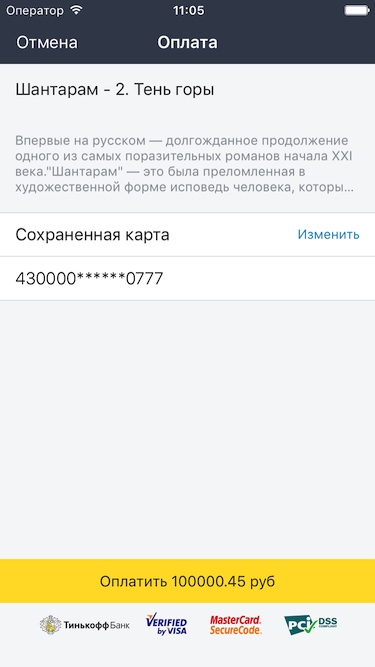 Оператор 11:05
Отмена Оплата
Шантарам - 2. Тень горы
Впервые на русском — долгожданное продолжение
одного из самых поразительных романов начала XXI
века."Шантарам" — это была преломленная в
художественной форме исповедь человека, которы...
Сохраненная карта Изменить
430000******0777
Оплатить 100000.45 руб
Тинькофф Банк VERIFIED by VISA MasterCard. SecureCode. PCI DSS COMPLIANT